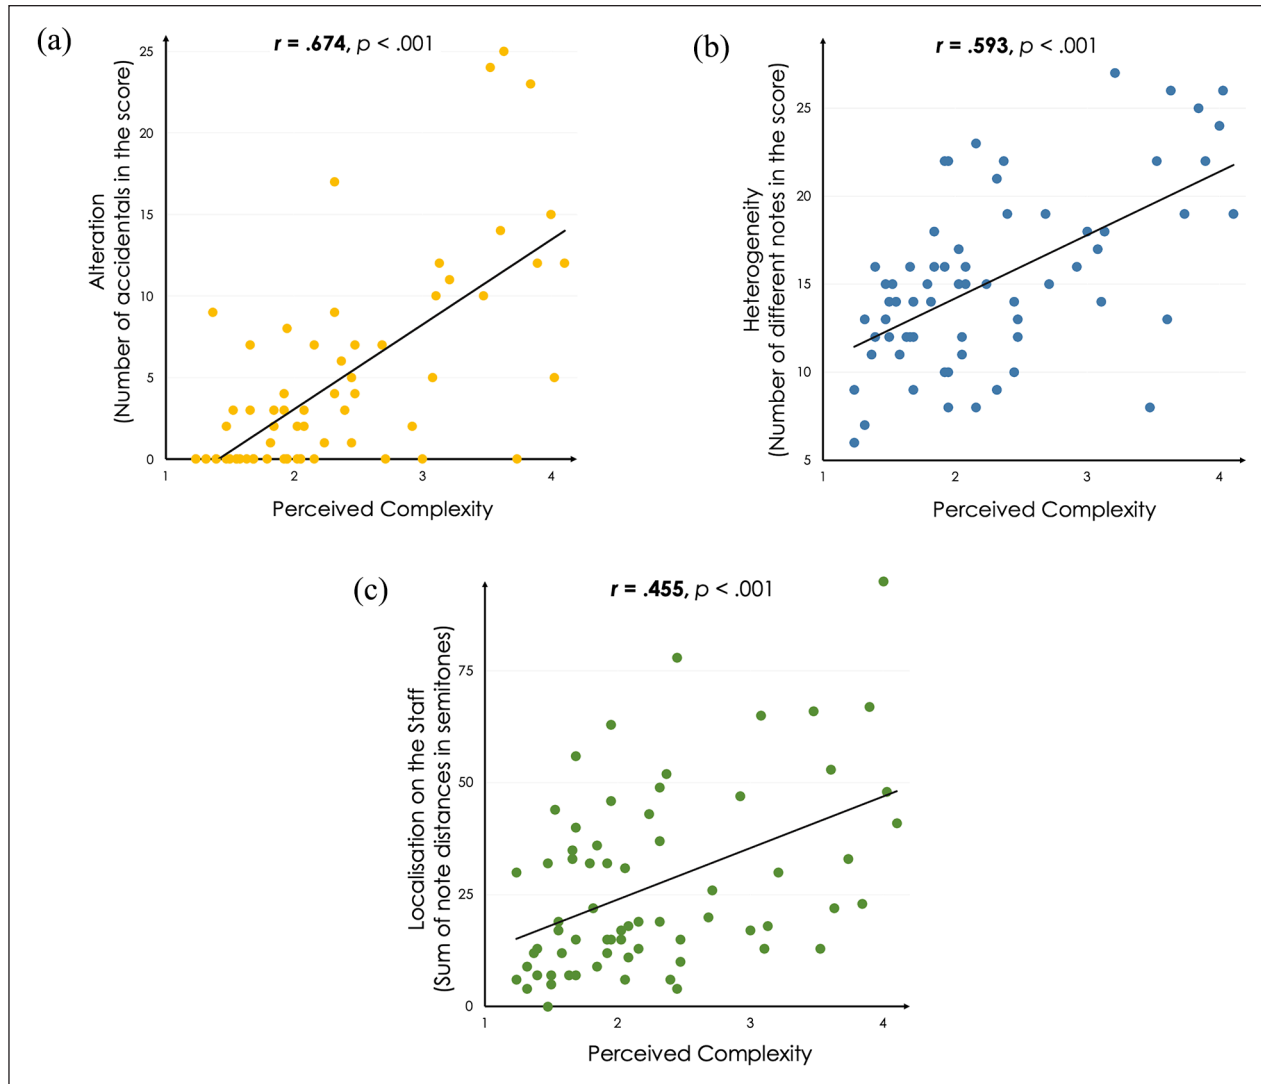 (a)
r = .674, p < .001
Alteration
(Number of accidentals in the score)
25
20
15
10
5
0
1
2
3
4
Perceived Complexity
(b)
r = .593, p < .001
Heterogeneity
(Number of different notes in the score)
25
20
15
10
5
1
2
3
4
Perceived Complexity
(c)
r = .455, p < .001
Localisation on the Staff
(Sum of note distances in semitones)
75
50
25
0
1
2
3
4
Perceived Complexity